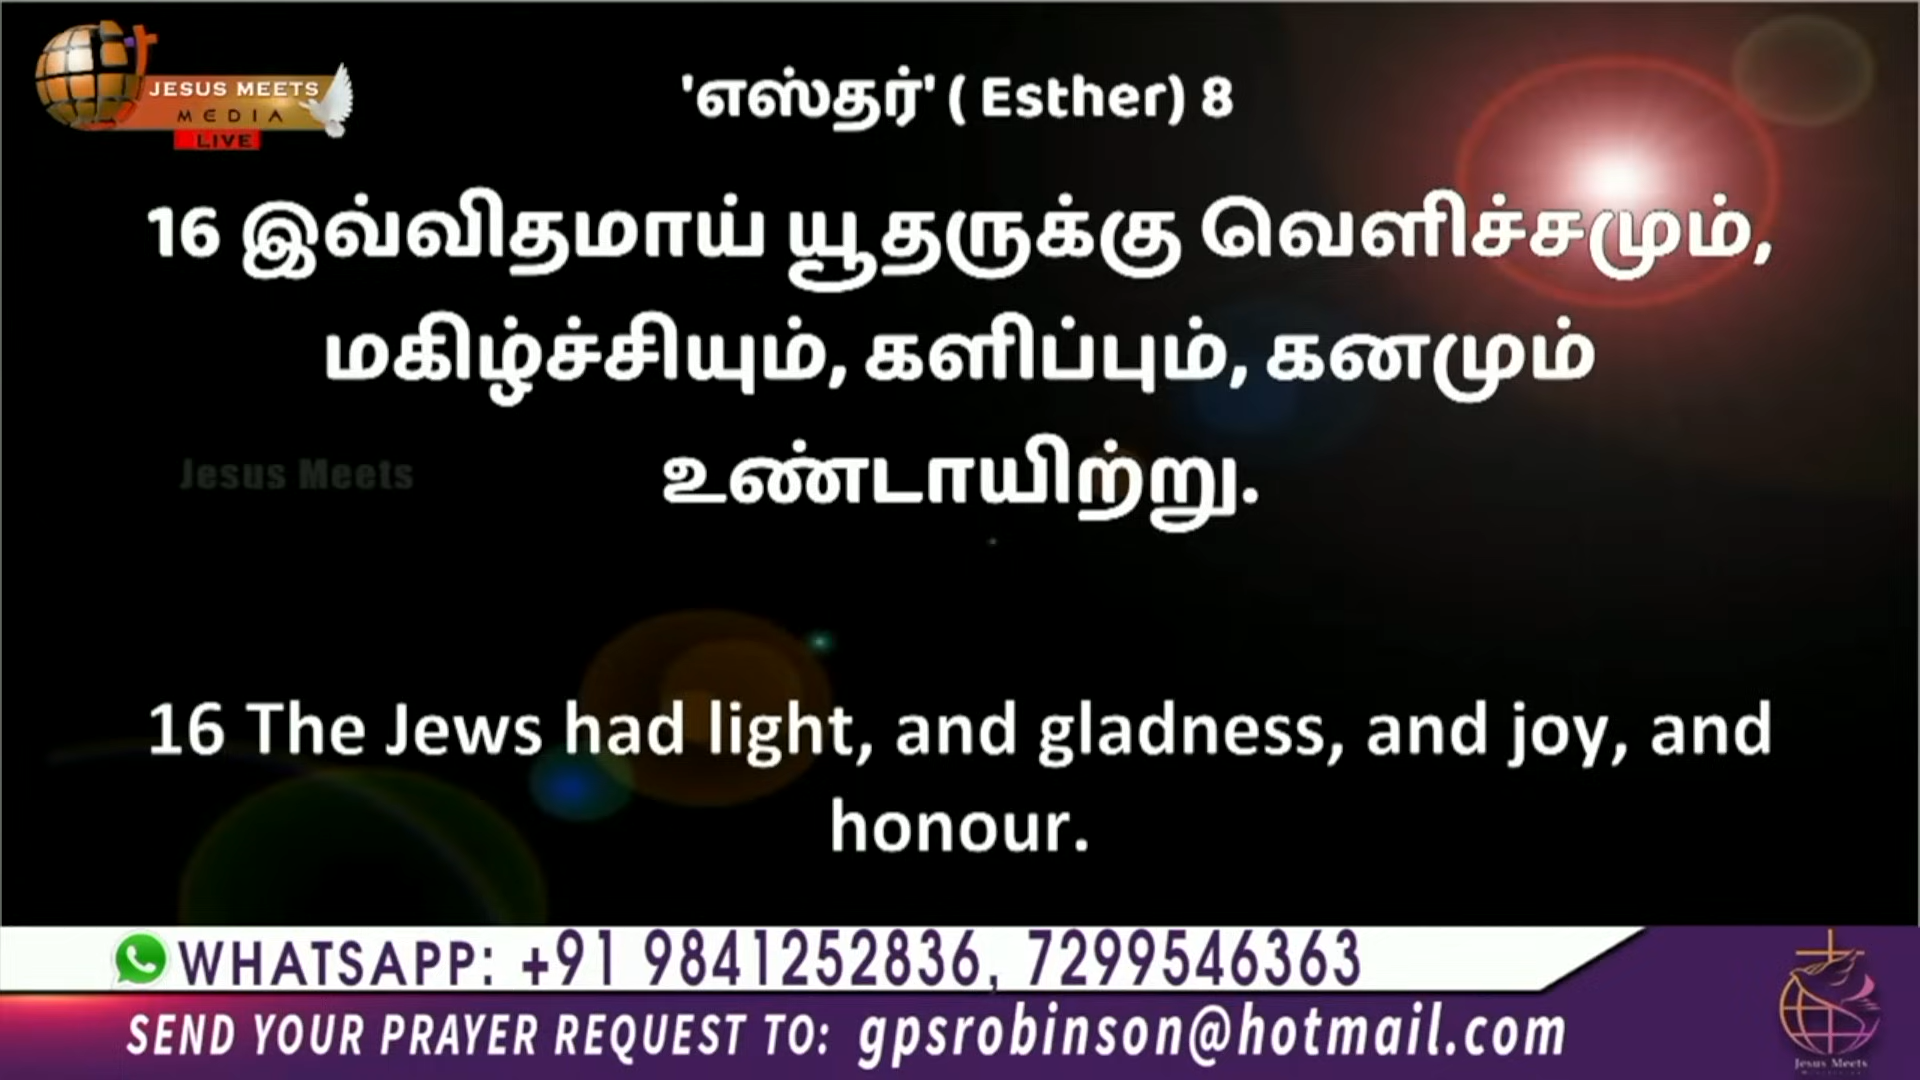 JESUS MEETS
MEDIA
LIVE
'எஸ்தர்' ( Esther) 8
16 இவ்விதமாய் யூதருக்கு வெளிச்சமும்,
மகிழ்ச்சியும், களிப்பும், கனமும்
உண்டாயிற்று.
Jesus Meets
16 The Jews had light, and gladness, and joy, and
honour.
WHATSAPP: +91 9841252836, 7299546363
SEND YOUR PRAYER REQUEST TO: gpsrobinson@hotmail.com
Jesus Meets